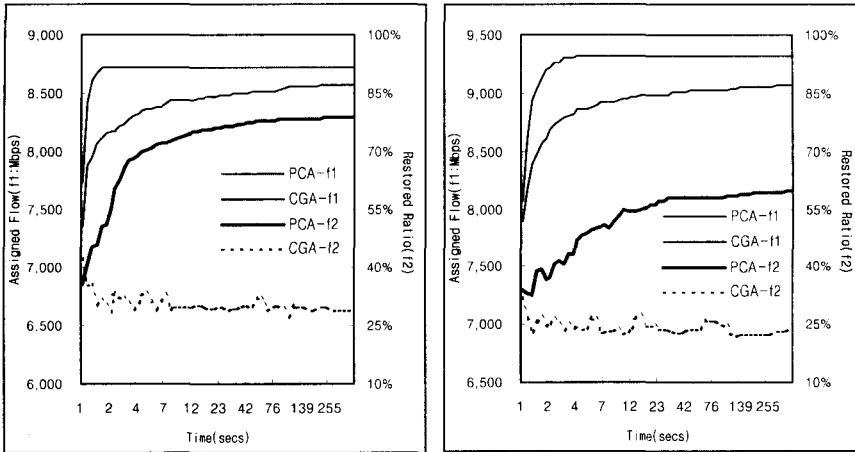 9,000
8,500
8,000
7,500
7,000
6,500
6,000
Assigned Flow(f1:Mbps)
100%
85%
70%
55%
40%
25%
10%
Restored Ratio(f2)
PCA-f1
CGA-f1
PCA-f2
CGA-f2
1 2 4 7 12 23 42 76 139 255
Time(secs)
9,500
9,000
8,500
8,000
7,500
7,000
6,500
Assigned Flow(f1:Mbps)
100%
85%
70%
55%
40%
25%
10%
Restored Ratio(f2)
PCA-f1
CGA-f1
PCA-f2
CGA-f2
1 2 4 7 12 23 42 76 139 255
Time(secs)